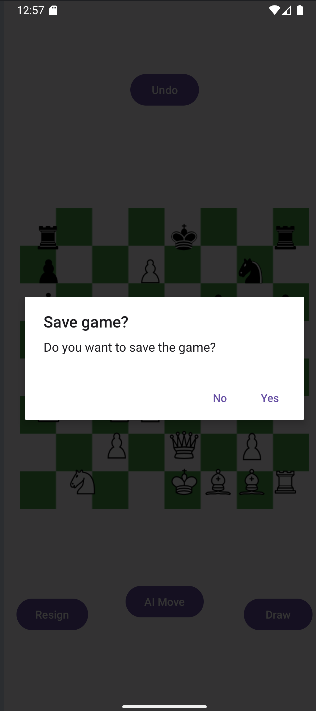 12:57
Undo
Save game?
Do you want to save the game?
No Yes
Resign AI Move Draw